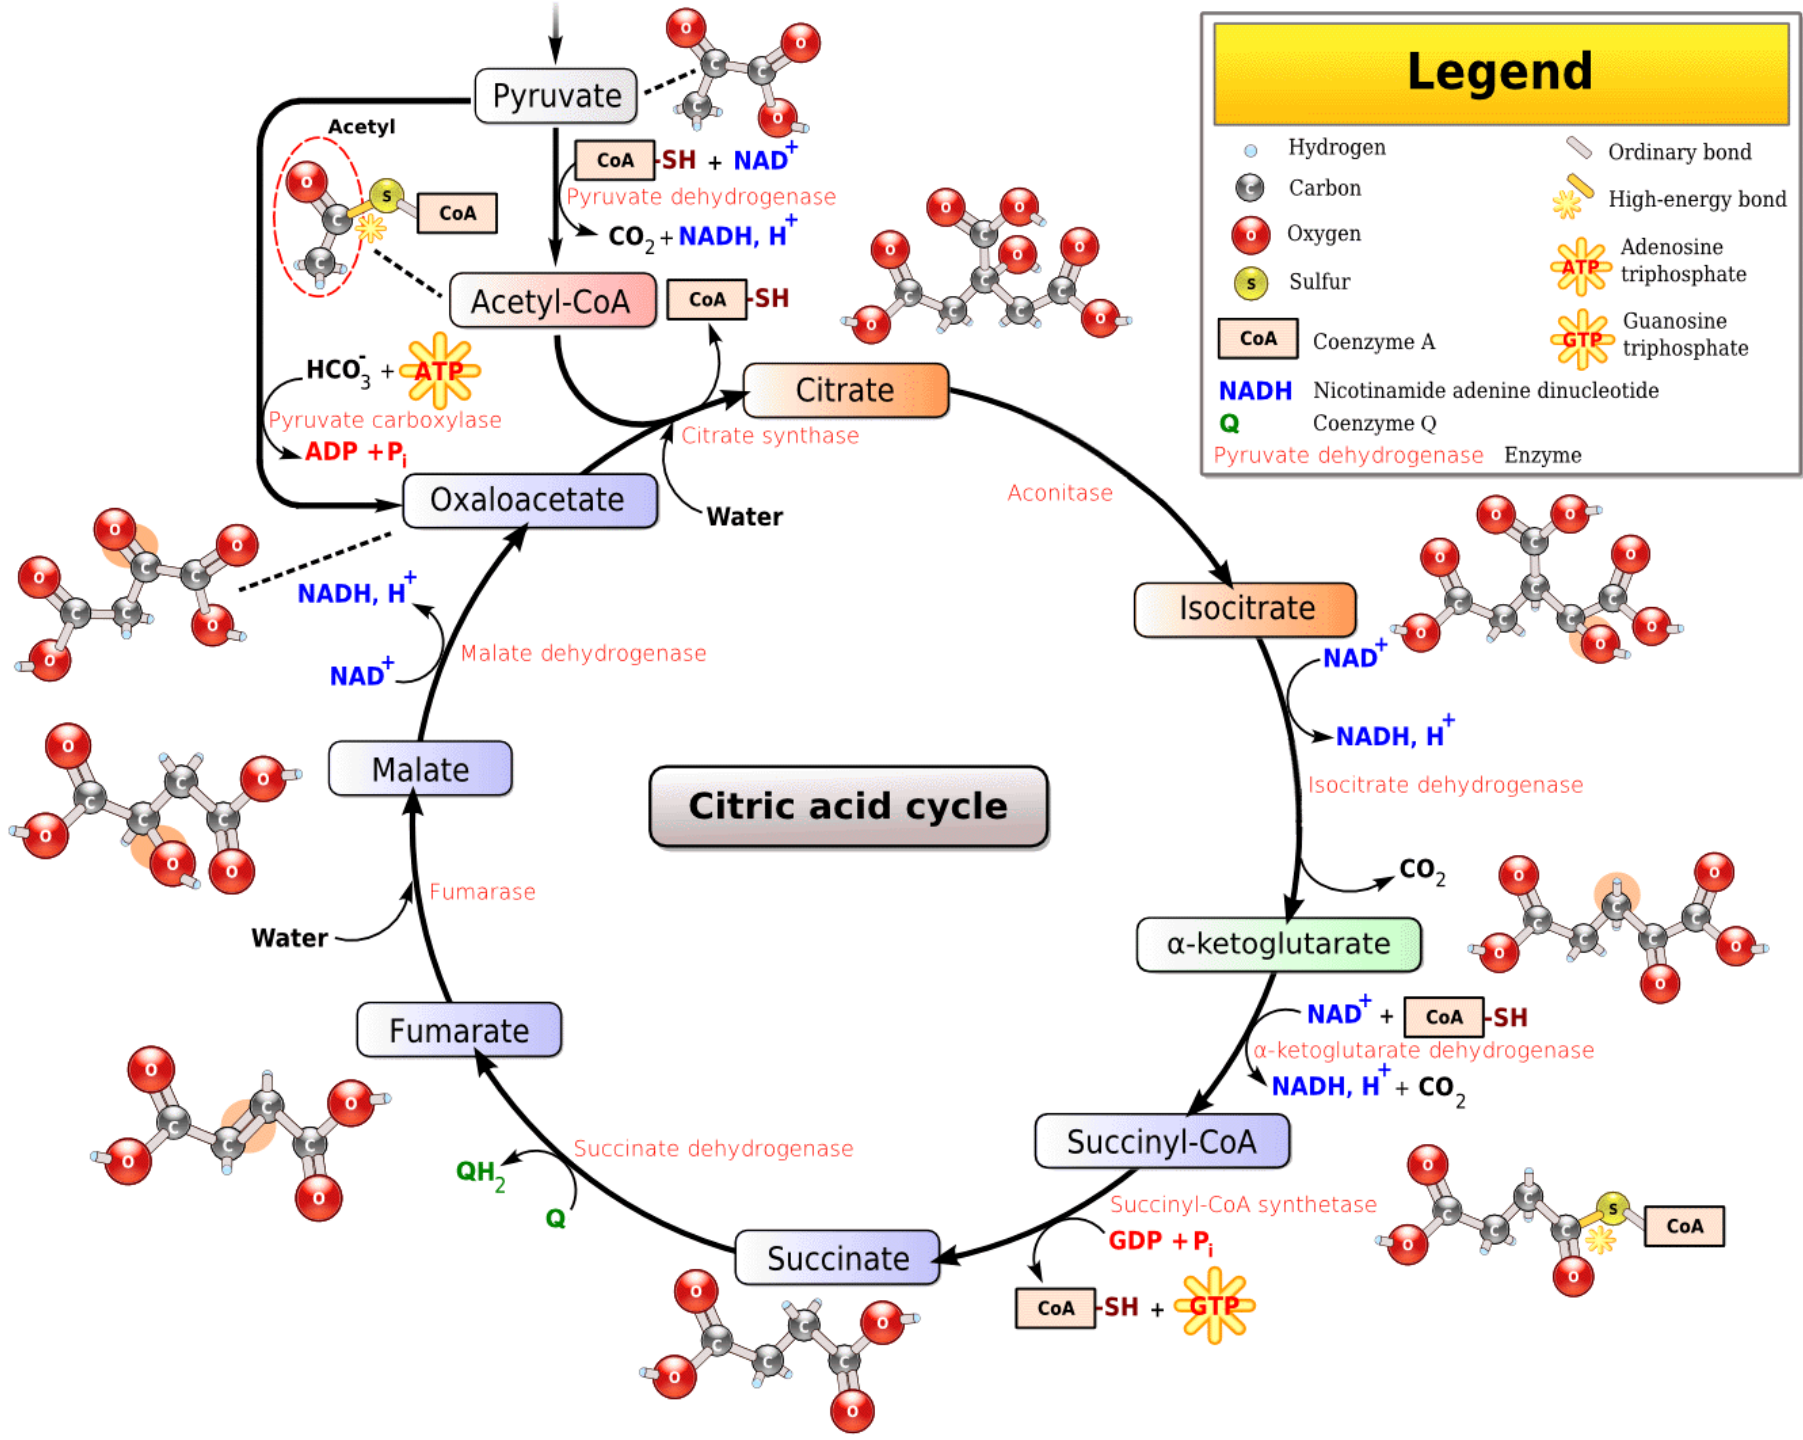 Pyruvate
Acetyl
CoA -SH + NAD+
Pyruvate dehydrogenase
CO2 + NADH, H+
S
CoA
Acetyl-CoA
CoA -SH
HCO3- + ATP
Pyruvate carboxylase
ADP + Pi
Citrate
Citrate synthase
Water
Oxaloacetate
Aconitase
Isocitrate
NAD+
NADH, H+
Isocitrate dehydrogenase
CO2
α-ketoglutarate
NAD+ + CoA -SH
α-ketoglutarate dehydrogenase
NADH, H+ + CO2
Succinyl-CoA
Succinyl-CoA synthetase
GDP + Pi
CoA -SH + GTP
S
CoA
Succinate
Succinate dehydrogenase
QH2
Q
Fumarate
Fumarase
Water
Malate
Malate dehydrogenase
NAD+
NADH, H+
Citric acid cycle
Legend
Hydrogen
C Carbon
O Oxygen
S Sulfur
CoA Coenzyme A
NADH Nicotinamide adenine dinucleotide
Q Coenzyme Q
Pyruvate dehydrogenase Enzyme
Ordinary bond
High-energy bond
ATP Adenosine
triphosphate
GTP Guanosine
triphosphate